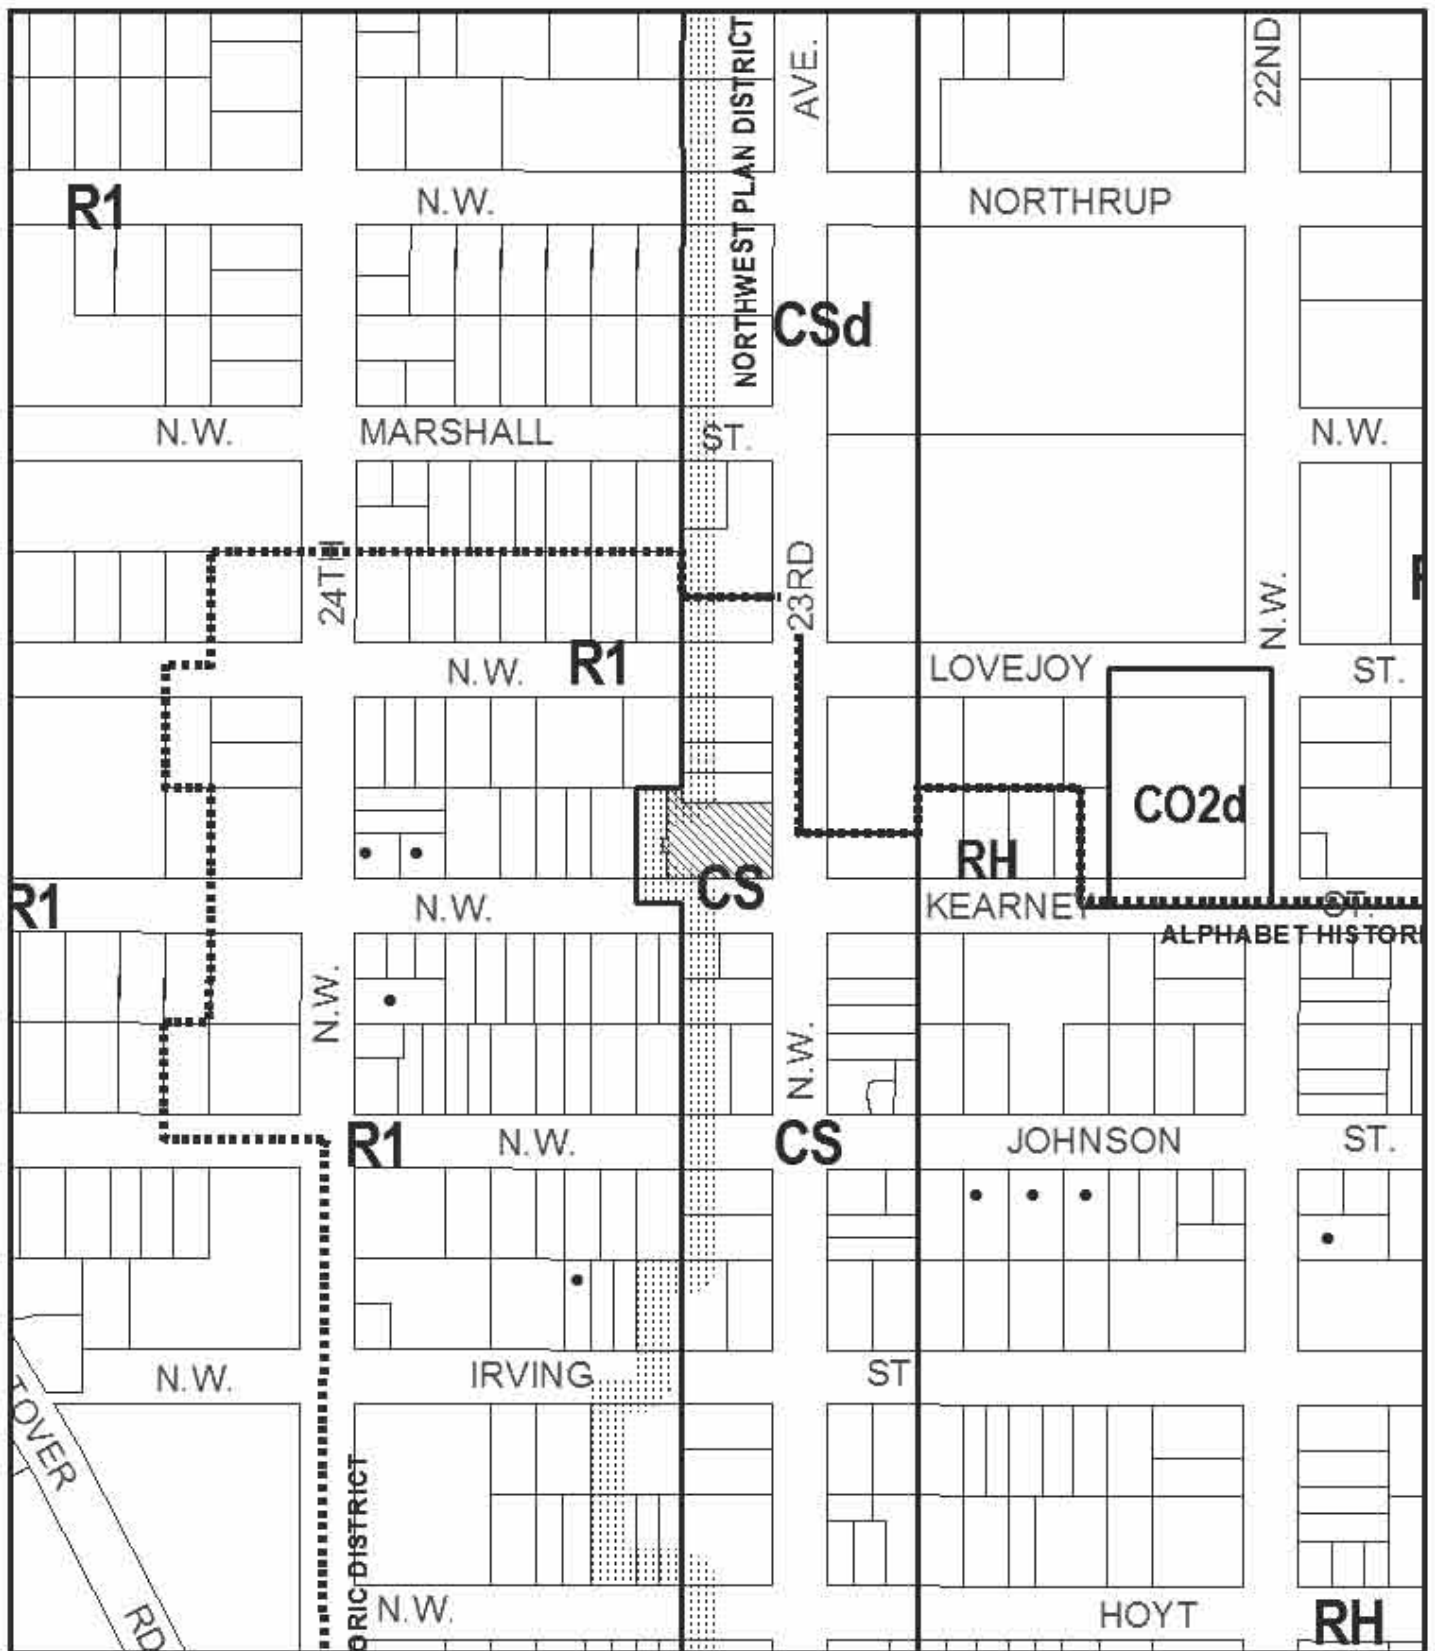 NORTHWEST PLAN DISTRICT
AVE.
22ND
R1
N.W.
NORTHRUP
CSd
N.W.
MARSHALL
ST.
N.W.
24TH
23RD
N.W.
N.W.
R1
LOVEJOY
ST.
CO2d
RH
CS
R1
N.W.
KEARNEY
ST.
ALPHABET HISTORI
N.W.
N.W.
R1
N.W.
CS
JOHNSON
ST.
N.W.
IRVING
ST
TOVER
RD
ORIC DISTRICT
N.W.
HOYT
RH